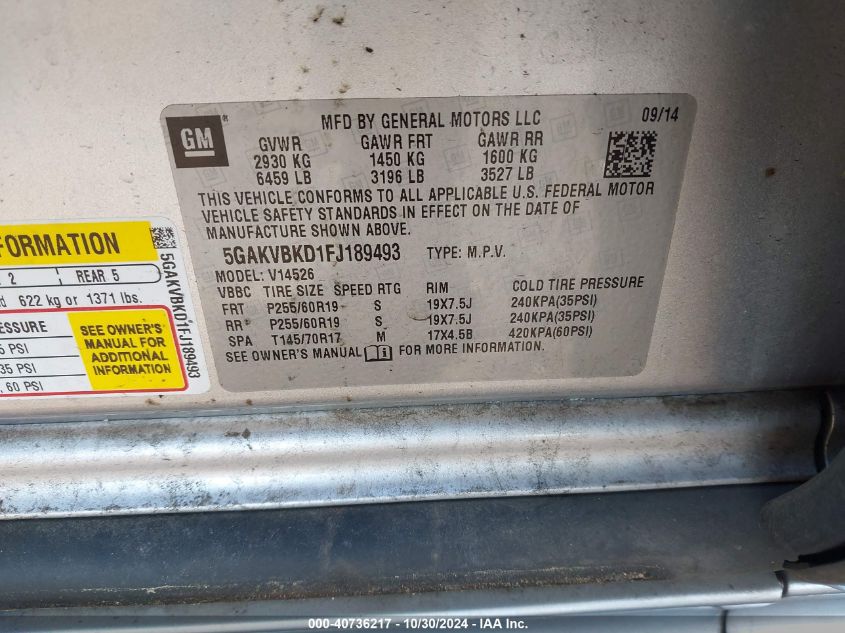 GM
®
MFD BY GENERAL MOTORS LLC 09/14
GVWR GAWR FRT GAWR RR
2930 KG 1450 KG 1600 KG
6459 LB 3196 LB 3527 LB
THIS VEHICLE CONFORMS TO ALL APPLICABLE U.S. FEDERAL MOTOR
VEHICLE SAFETY STANDARDS IN EFFECT ON THE DATE OF
MANUFACTURE SHOWN ABOVE.
5GAKVBKD1FJ189493 TYPE: M.P.V.
MODEL: V14526
VBBC TIRE SIZE SPEED RTG RIM COLD TIRE PRESSURE
FRT P255/60R19 S 19X7.5J 240KPA(35PSI)
RR P255/60R19 S 19X7.5J 240KPA(35PSI)
SPA T145/70R17 M 17X4.5B 420KPA(60PSI)
SEE OWNER'S MANUAL FOR MORE INFORMATION.
FORMATION
2 REAR 5
622 kg or 1371 lbs.
SEE OWNER'S
MANUAL FOR
ADDITIONAL
INFORMATION
5 PSI
35 PSI
, 60 PSI
5GAKVBKD1FJ189493
000-40736217 - 10/30/2024 - IAA Inc.